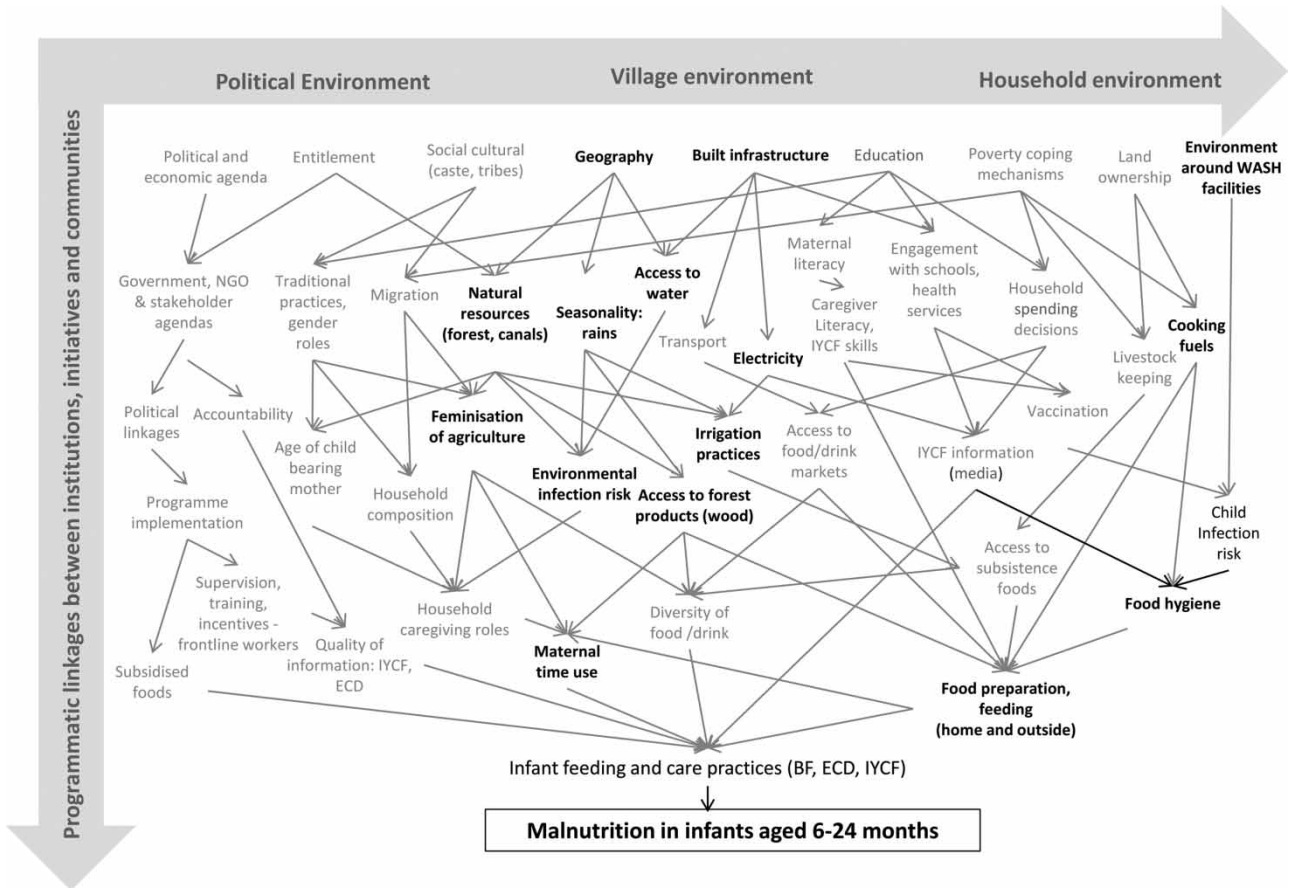 Political Environment
Village environment
Household environment
Programmatic linkages between institutions, initiatives and communities
Political and
economic agenda
Entitlement
Social cultural
(caste, tribes)
Geography
Built infrastructure
Education
Poverty coping
mechanisms
Land
ownership
Environment
around WASH
facilities
Government, NGO
& stakeholder
agendas
Traditional
practices,
gender
roles
Migration
Natural
resources
(forest, canals)
Seasonality:
rains
Access to
water
Transport
Electricity
Maternal
literacy
Caregiver
Literacy,
IYCF skills
Engagement
with schools,
health
services
Household
spending
decisions
Livestock
keeping
Cooking
fuels
Political
linkages
Accountability
Age of child
bearing
mother
Feminisation
of agriculture
Household
composition
Environmental
infection risk
Access to forest
products (wood)
Irrigation
practices
Access to
food/drink
markets
IYCF information
(media)
Vaccination
Child
Infection
risk
Programme
implementation
Supervision,
training,
incentives -
frontline workers
Subsidised
foods
Quality of
information: IYCF,
ECD
Household
caregiving roles
Maternal
time use
Diversity of
food /drink
Access to
subsistence
foods
Food hygiene
Food preparation,
feeding
(home and outside)
Infant feeding and care practices (BF, ECD, IYCF)
Malnutrition in infants aged 6-24 months